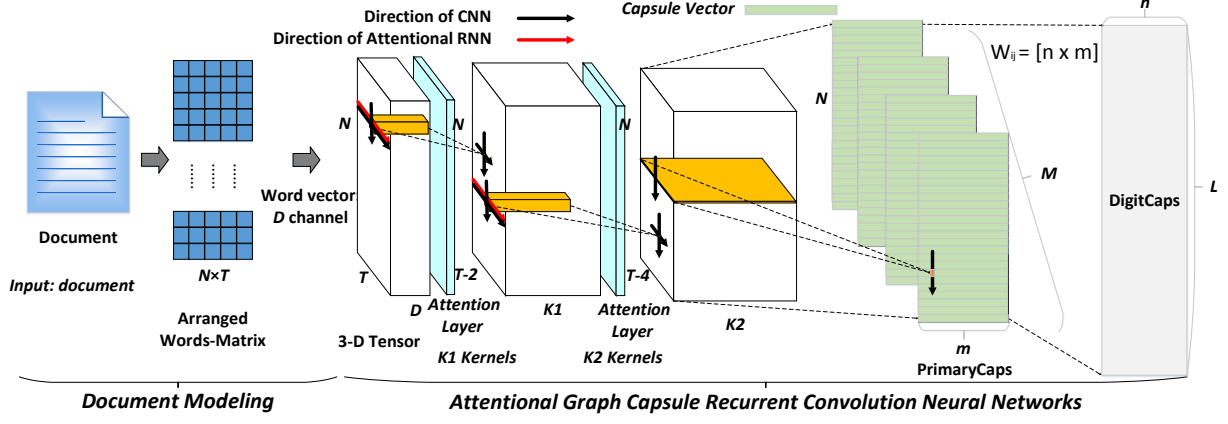 Direction of CNN
Direction of Attentional RNN
Capsule Vector
n
W_ij = [n x m]
N
N
N
N
M
L
DigitCaps
Word vector:
D channel
Document
Input: document
N×T
Arranged
Words-Matrix
T
D
3-D Tensor
T-2
Attention
Layer
K1
K1 Kernels
T-4
Attention
Layer
K2
K2 Kernels
m
PrimaryCaps
Document Modeling
Attentional Graph Capsule Recurrent Convolution Neural Networks